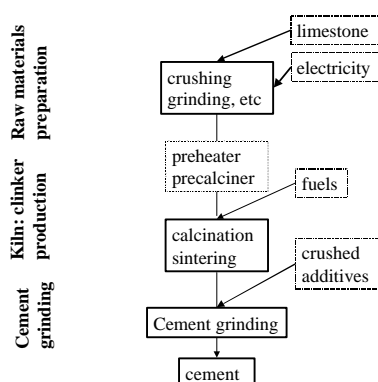 limestone
electricity
crushing
grinding, etc
Raw materials
preparation
preheater
precalciner
fuels
Kiln: clinker
production
calcination
sintering
crushed
additives
Cement
grinding
Cement grinding
cement